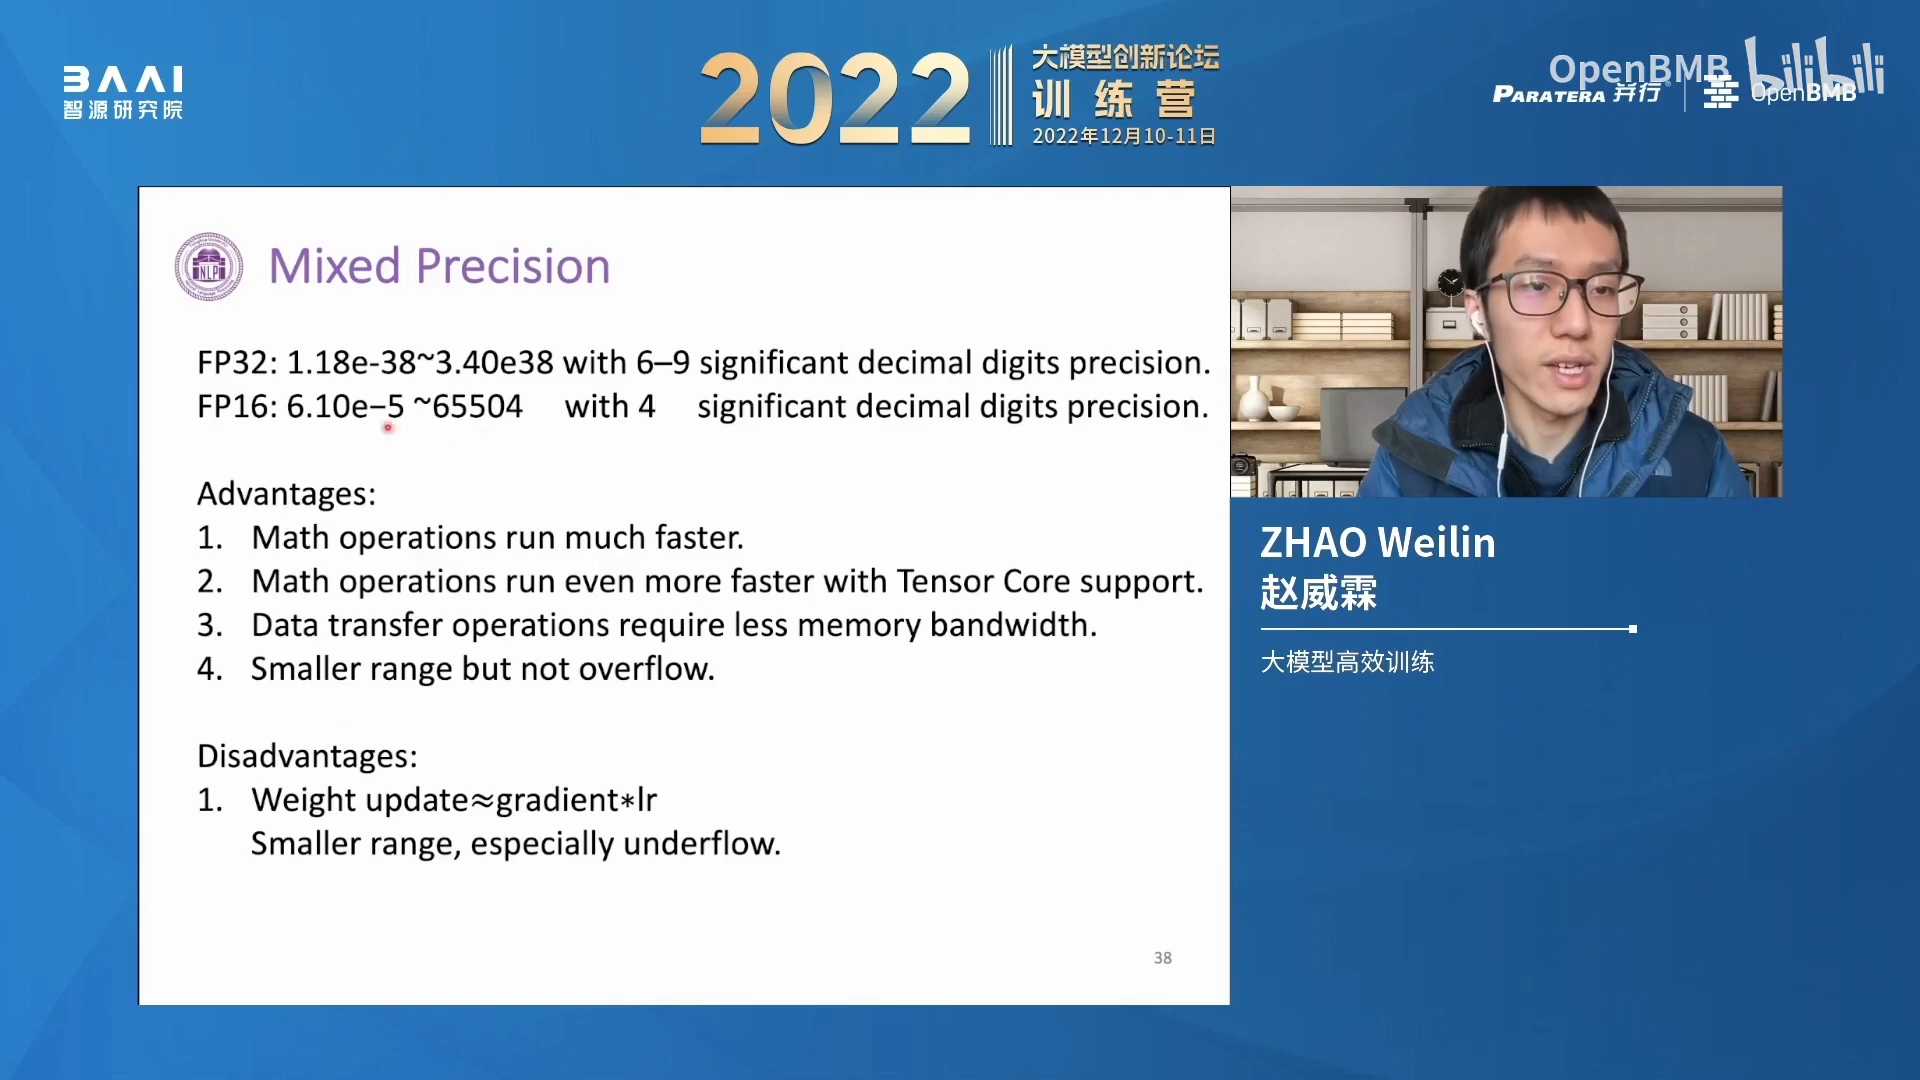 BAAI
智源研究院
2022
大模型创新论坛
训练营
2022年12月10-11日
OpenBMB
bilibili
PARATERA 并行
OpenBMB
NLP
Mixed Precision
FP32: 1.18e-38~3.40e38 with 6–9 significant decimal digits precision.
FP16: 6.10e−5 ~65504 with 4 significant decimal digits precision.
Advantages:
1. Math operations run much faster.
2. Math operations run even more faster with Tensor Core support.
3. Data transfer operations require less memory bandwidth.
4. Smaller range but not overflow.
Disadvantages:
1. Weight update≈gradient∗lr
Smaller range, especially underflow.
38
ZHAO Weilin
赵威霖
大模型高效训练